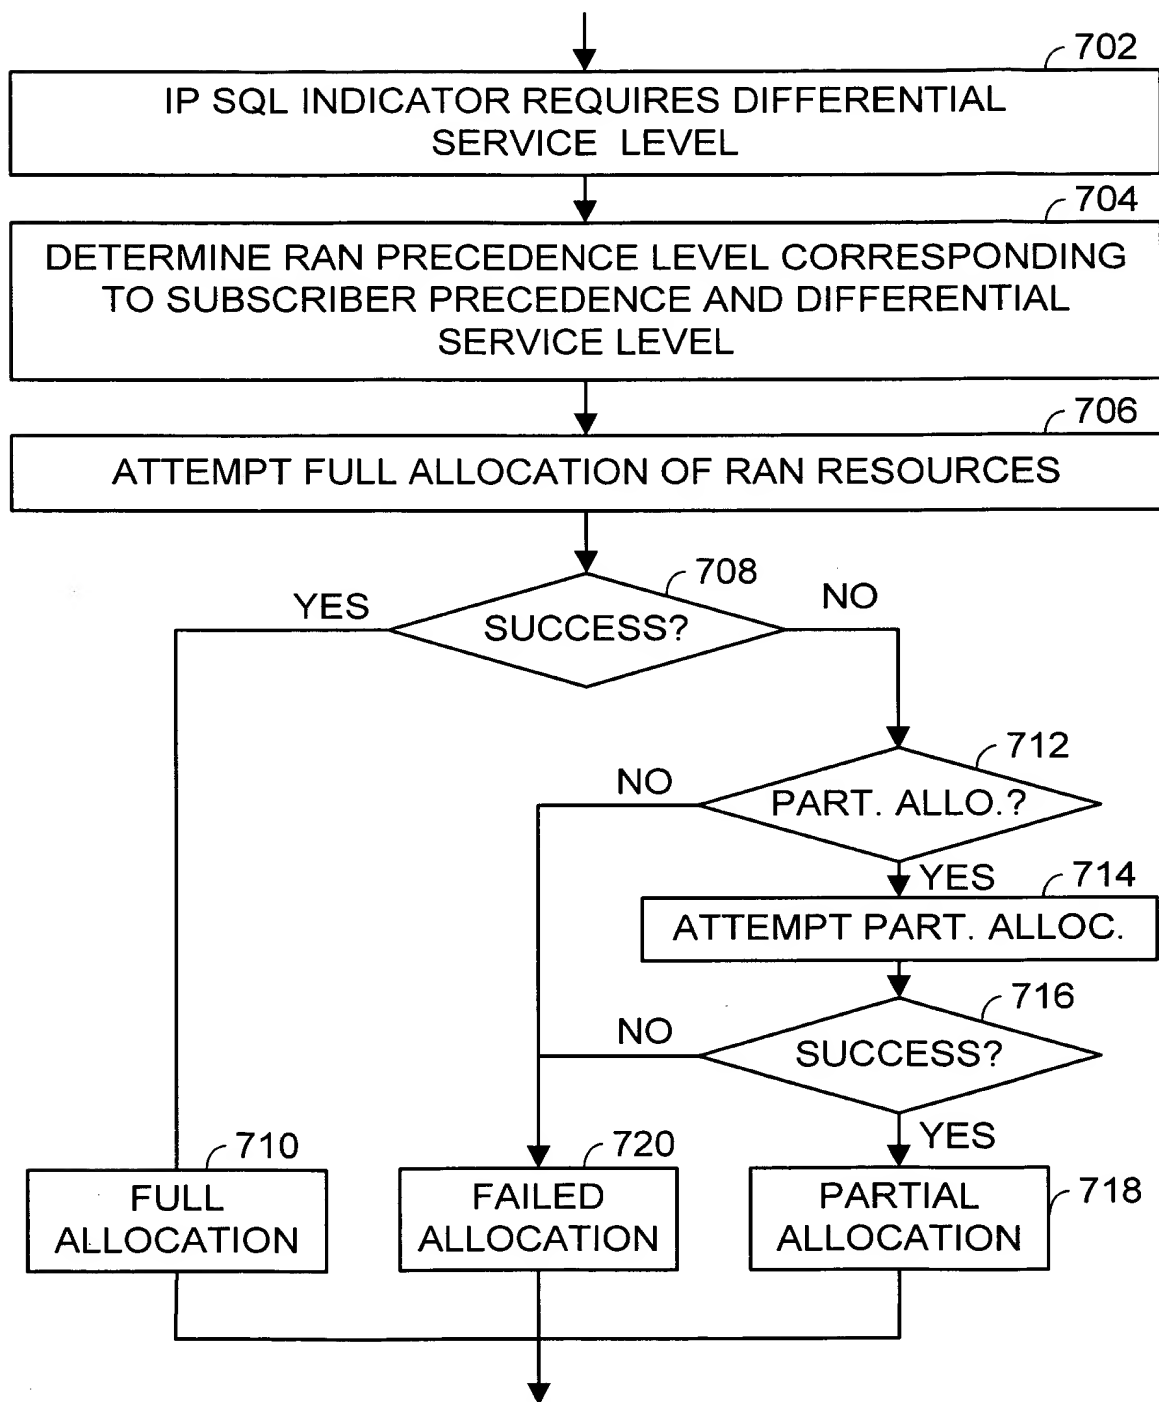 702
IP SQL INDICATOR REQUIRES DIFFERENTIAL
SERVICE LEVEL
704
DETERMINE RAN PRECEDENCE LEVEL CORRESPONDING
TO SUBSCRIBER PRECEDENCE AND DIFFERENTIAL
SERVICE LEVEL
706
ATTEMPT FULL ALLOCATION OF RAN RESOURCES
708
YES
NO
SUCCESS?
712
NO
PART. ALLO.?
YES
714
ATTEMPT PART. ALLOC.
716
NO
SUCCESS?
YES
710
FULL
ALLOCATION
720
FAILED
ALLOCATION
PARTIAL
ALLOCATION
718